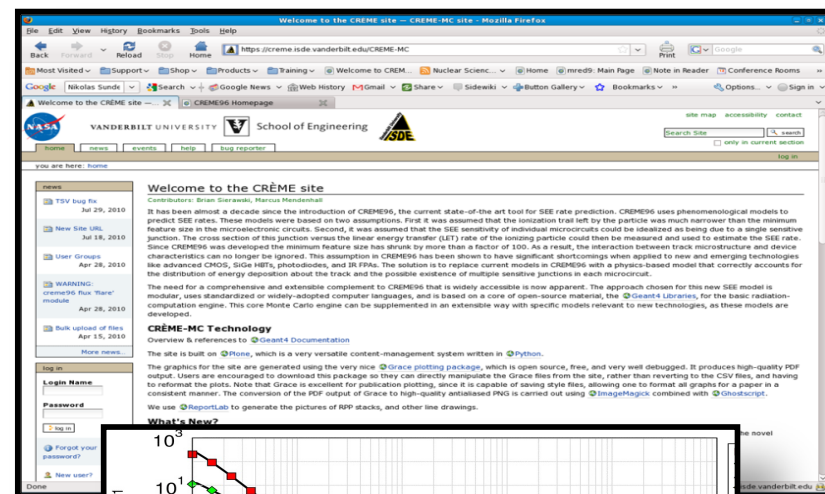 Welcome to the CREME site — CREME-MC site - Mozilla Firefox
File Edit View History Bookmarks Tools Help
Back Forward Reload Stop Home https://creme.isde.vanderbilt.edu/CREME-MC Print Google
Most Visited Support Shop Products Training Welcome to CREM... Nuclear Scienc... Home mred9: Main Page Note in Reader Conference Rooms »
Google Nikolas Sunde Search Google News Web History Gmail Share Sidewiki Button Gallery Bookmarks » Options... Sign in
Welcome to the CREME site —... CREME96 Homepage
site map accessibility contact
NASA VANDERBILT UNIVERSITY V School of Engineering ISDE
Search Site search
only in current section
home news events help bug reporter
log in
you are here: home
news
TSV bug fix
Jul 29, 2010
New Site URL
Jul 18, 2010
User Groups
Apr 28, 2010
WARNING:
creme96 flux 'flare'
module
Apr 28, 2010
Bulk upload of files
Apr 15, 2010
More news...
log in
Login Name
Password
log in
Forgot your
password?
New user?
Welcome to the CRÈME site
Contributors: Brian Sierawski, Marcus Mendenhall
It has been almost a decade since the introduction of CREME96, the current state-of-the art tool for SEE rate prediction. CREME96 uses phenomenological models to
predict SEE rates. These models were based on two assumptions. First it was assumed that the ionization trail left by the particle was much narrower than the minimum
feature size in the microelectronic circuits. Second, it was assumed that the SEE sensitivity of individual microcircuits could be idealized as being due to a single sensitive
junction. The cross section of this junction versus the linear energy transfer (LET) rate of the ionizing particle could then be measured and used to estimate the SEE rate.
Since CREME96 was developed the minimum feature size has shrunk by more than a factor of 100. As a result, the interaction between track microstructure and device
characteristics can no longer be ignored. This assumption in CREME96 has been shown to have significant shortcomings when applied to new and emerging technologies
like advanced CMOS, SiGe HBTs, photodiodes, and IR FPAs. The solution is to replace current models in CREME96 with a physics-based model that correctly accounts for
the distribution of energy deposition about the track and the possible existence of multiple sensitive junctions in each microcircuit.
The need for a comprehensive and extensible complement to CREME96 that is widely accessible is now apparent. The approach chosen for this new SEE model is
modular, uses standardized or widely-adopted computer languages, and is based on a core of open-source material, the Geant4 Libraries, for the basic radiation-
computation engine. This core Monte Carlo engine can be supplemented in an extensible way with specific models relevant to new technologies, as these models are
developed.
CRÈME-MC Technology
Overview & references to Geant4 Documentation
The site is built on Plone, which is a very versatile content-management system written in Python.
The graphics for the site are generated using the very nice Grace plotting package, which is open source, free, and very well debugged. It produces high-quality PDF
output. Users are encouraged to download this package so they can directly manipulate the Grace files from the site, rather than reverting to the CSV files, and having
to reformat the plots. Note that Grace is excellent for publication plotting, since it is capable of saving style files, allowing one to format all graphs for a paper in a
consistent manner. The conversion of the PDF output of Grace to high-quality antialiased PNG is carried out using ImageMagick combined with Ghostscript.
We use ReportLab to generate the pictures of RPP stacks, and other line drawings.
What's New?
he novel
10³
10¹
Done
isde.vanderbilt.edu